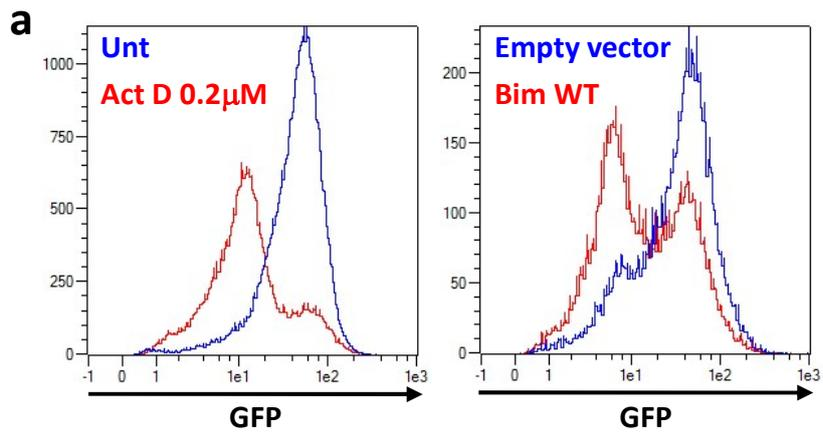 a
Unt
Act D 0.2μM
1000
750
500
250
0
-1 0 1 1e1 1e2 1e3
GFP
Empty vector
Bim WT
200
150
100
50
0
-1 0 1 1e1 1e2 1e3
GFP